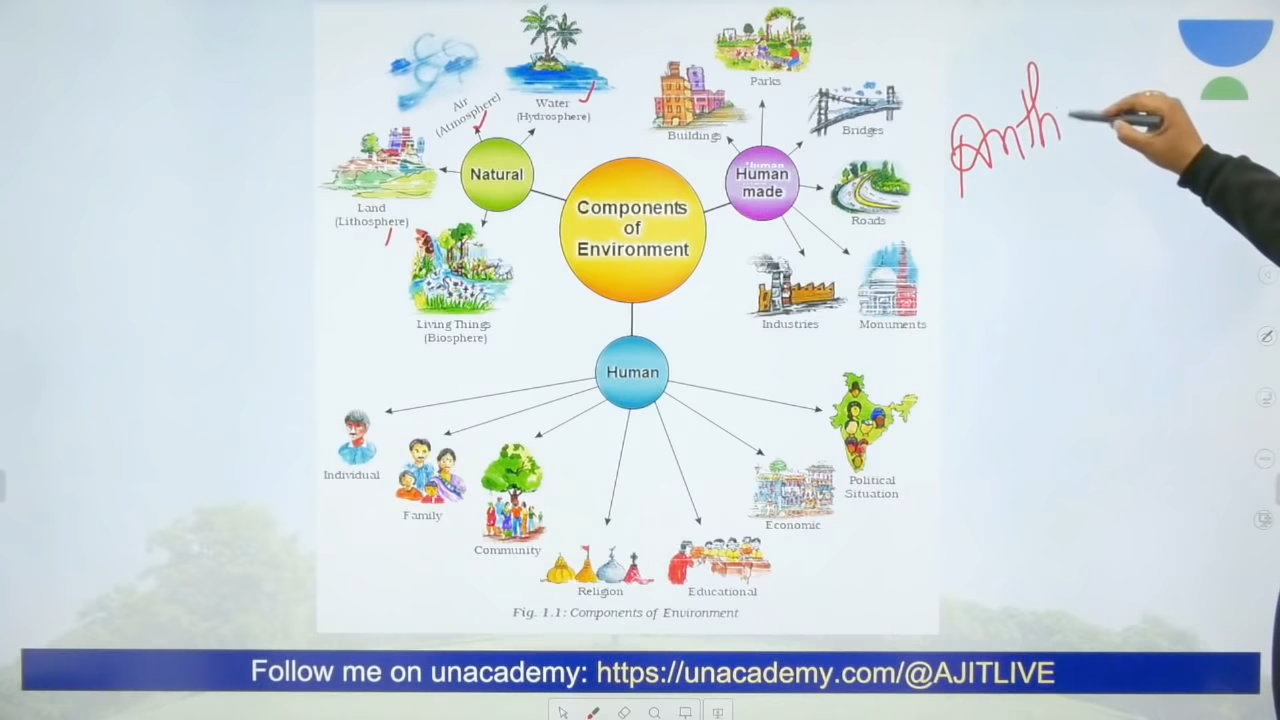 Air
(Atmosphere)
Water
(Hydrosphere)
Land
(Lithosphere)
Living Things
(Biosphere)
Natural
Components
of
Environment
Human
made
Buildings
Parks
Bridges
Roads
Monuments
Industries
Anth
Human
Individual
Family
Community
Religion
Educational
Economic
Political
Situation
Fig. 1.1: Components of Environment
Follow me on unacademy: https://unacademy.com/@AJITLIVE